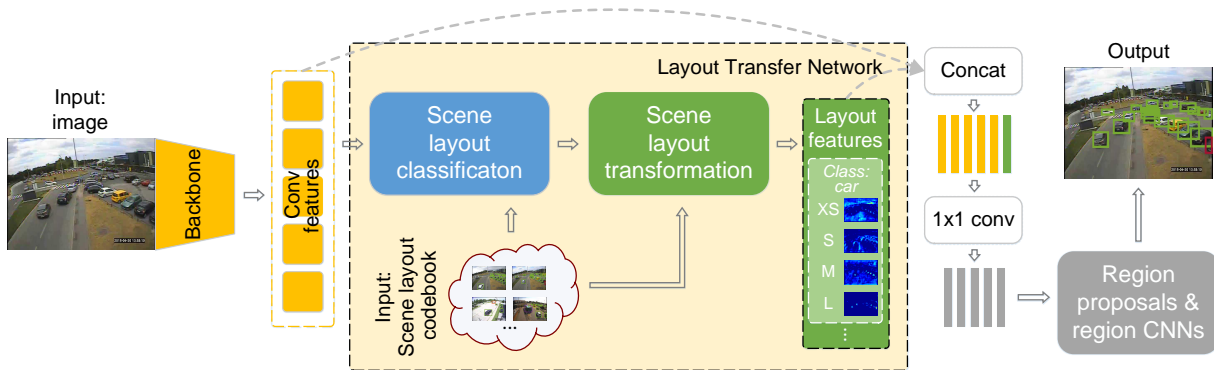 Input:
image
Backbone
Conv
features
Layout Transfer Network
Scene
layout
classificaton
Scene
layout
transformation
Input:
Scene layout
codebook
...
Layout
features
Class:
car
XS
S
M
L
...
Concat
1x1 conv
Region
proposals &
region CNNs
Output